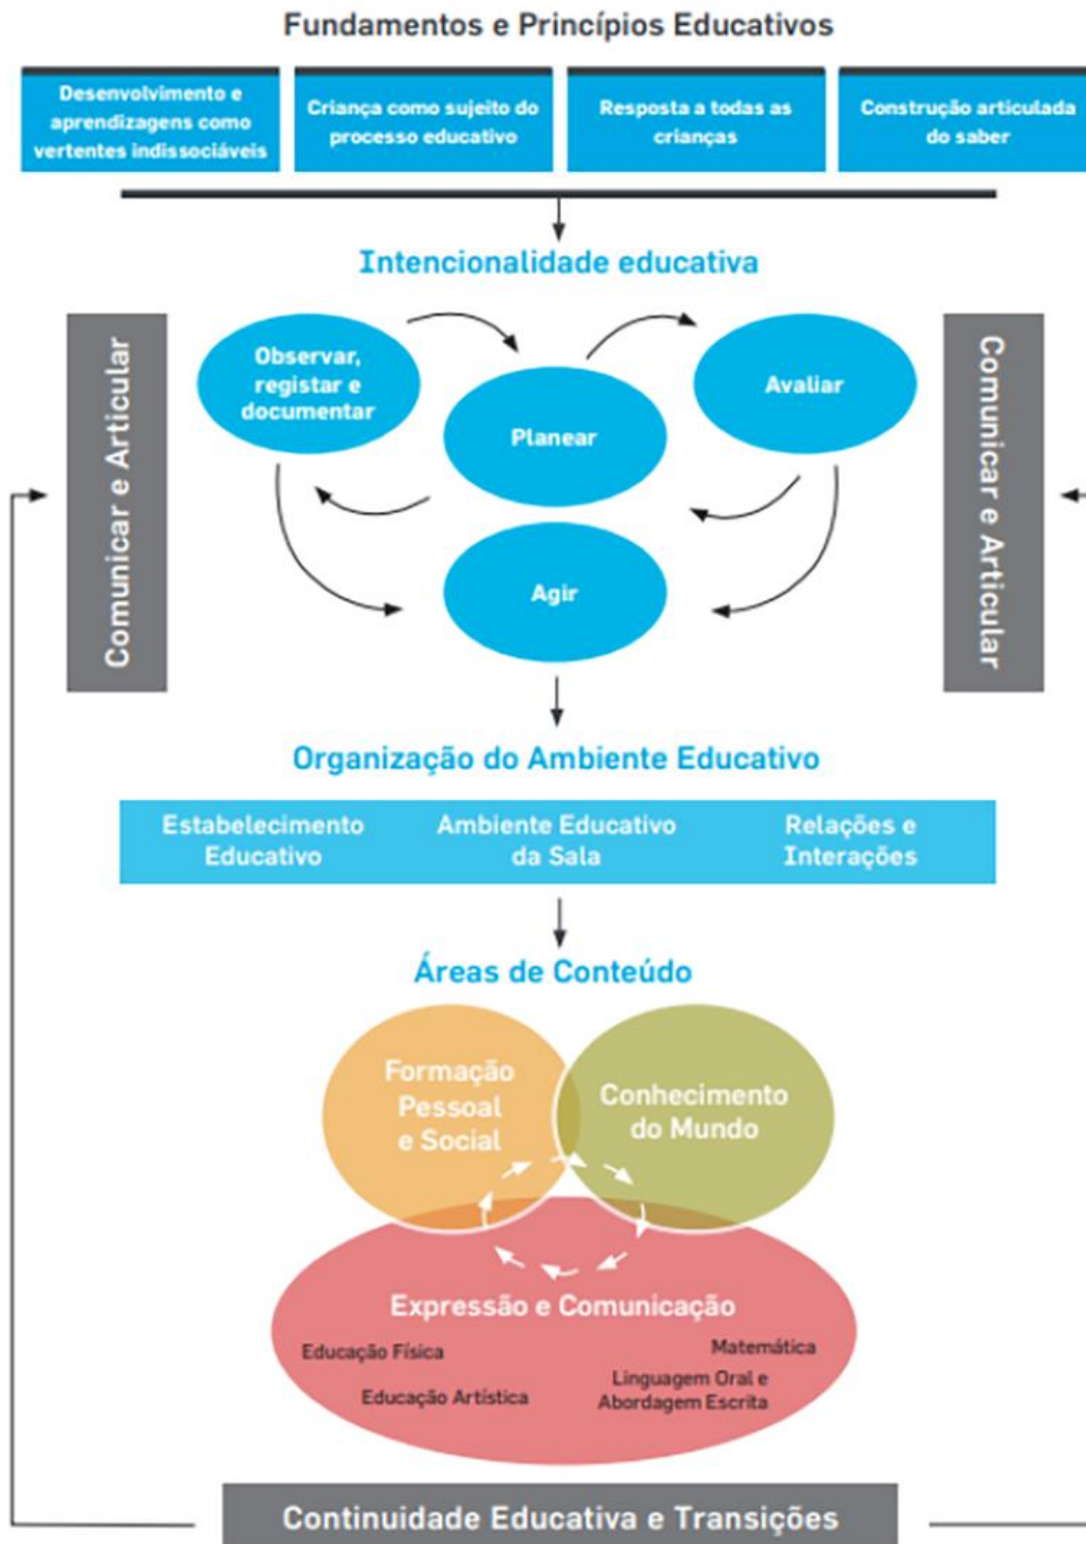 Fundamentos e Princípios Educativos
Desenvolvimento e
aprendizagens como
vertentes indissociáveis
Criança como sujeito do
processo educativo
Resposta a todas as
crianças
Construção articulada
do saber
Intencionalidade educativa
Comunicar e Articular
Observar,
registar e
documentar
Planear
Avaliar
Agir
Comunicar e Articular
Organização do Ambiente Educativo
Estabelecimento
Educativo
Ambiente Educativo
da Sala
Relações e
Interações
Áreas de Conteúdo
Formação
Pessoal
e Social
Conhecimento
do Mundo
Expressão e Comunicação
Educação Física
Educação Artística
Matemática
Linguagem Oral e
Abordagem Escrita
Continuidade Educativa e Transições